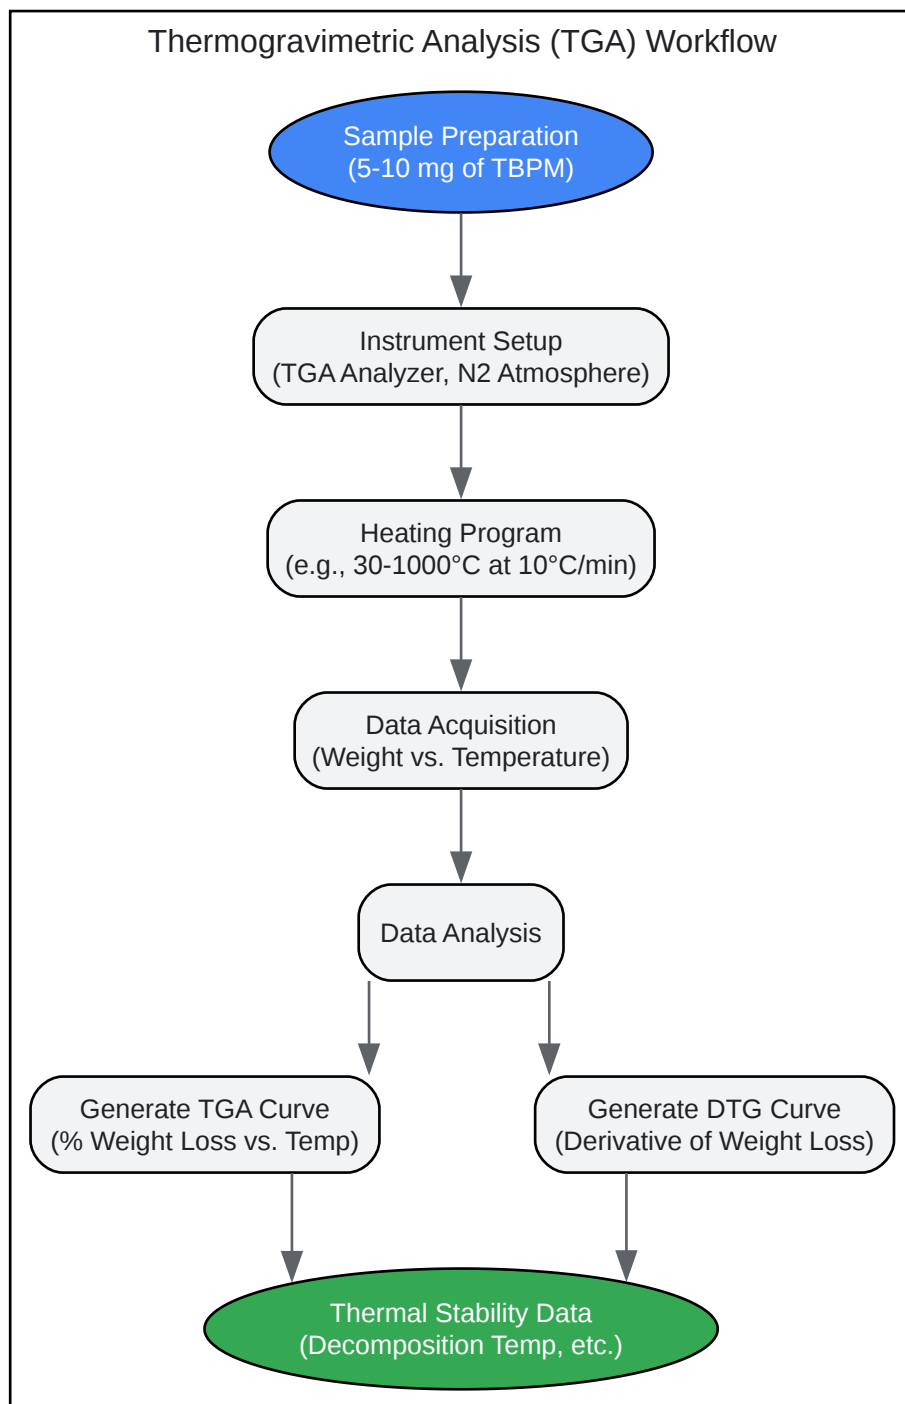 Thermogravimetric Analysis (TGA) Workflow
Sample Preparation
(5-10 mg of TBPM)
Instrument Setup
(TGA Analyzer, N2 Atmosphere)
Heating Program
(e.g., 30-1000°C at 10°C/min)
Data Acquisition
(Weight vs. Temperature)
Data Analysis
Generate TGA Curve
(% Weight Loss vs. Temp)
Generate DTG Curve
(Derivative of Weight Loss)
Thermal Stability Data
(Decomposition Temp, etc.)